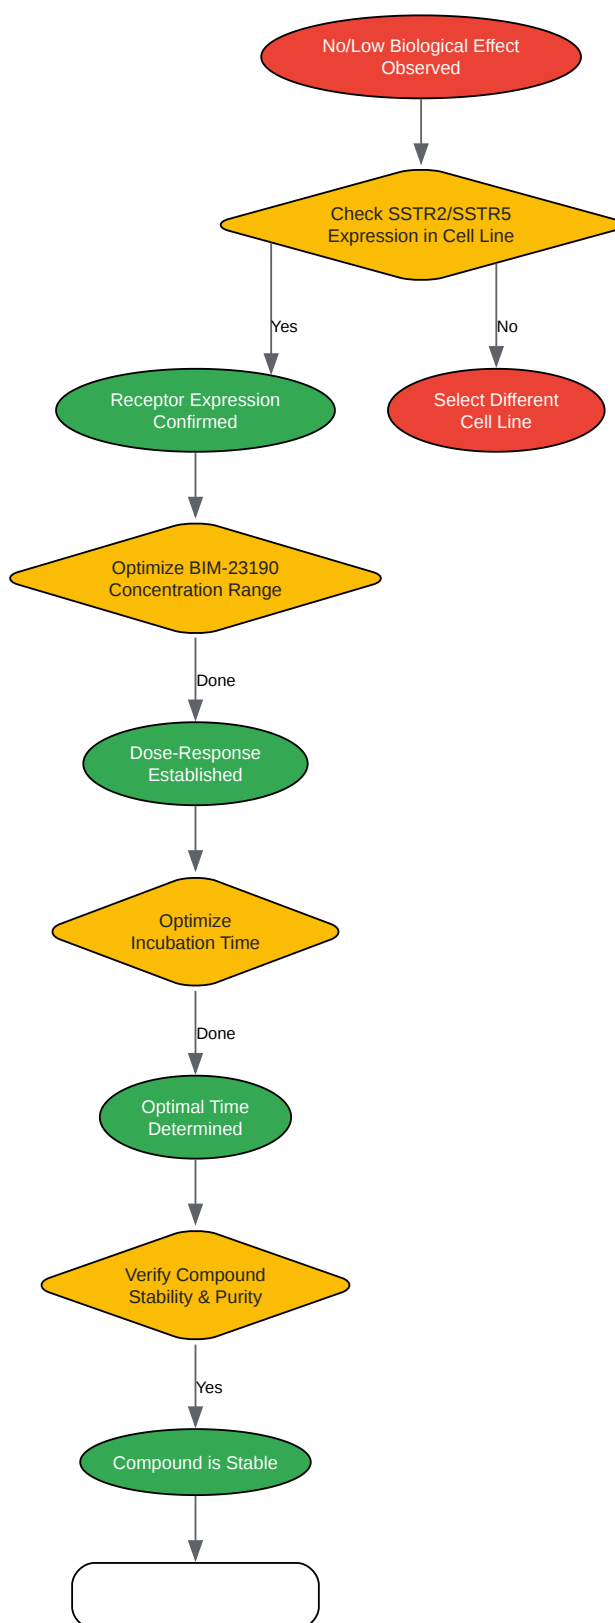 No/Low Biological Effect
Observed
Check SSTR2/SSTR5
Expression in Cell Line
Yes
No
Receptor Expression
Confirmed
Select Different
Cell Line
Optimize BIM-23190
Concentration Range
Done
Dose-Response
Established
Optimize
Incubation Time
Done
Optimal Time
Determined
Verify Compound
Stability & Purity
Yes
Compound is Stable